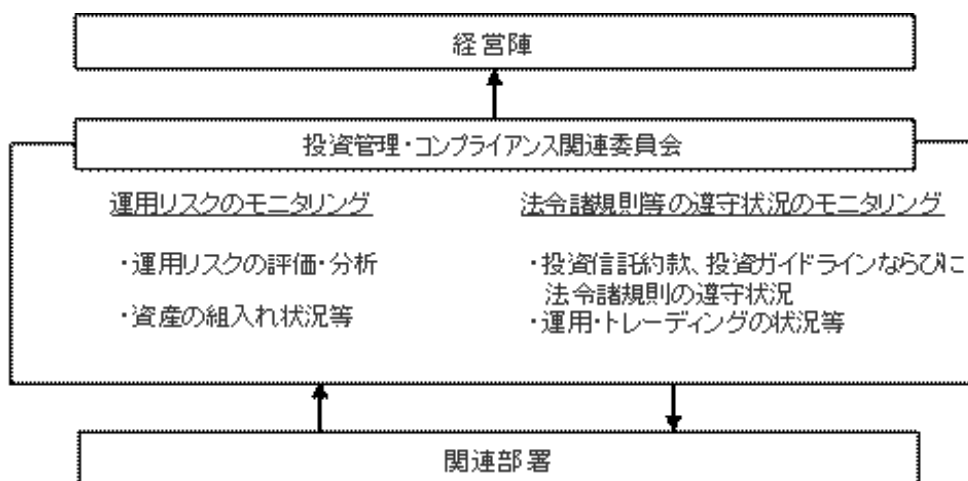 経営陣
投資管理・コンプライアンス関連委員会
運用リスクのモニタリング
・運用リスクの評価・分析
・資産の組入れ状況等
法令諸規則等の遵守状況のモニタリング
・投資信託約款、投資ガイドラインならびに
法令諸規則の遵守状況
・運用・トレーディングの状況等
関連部署